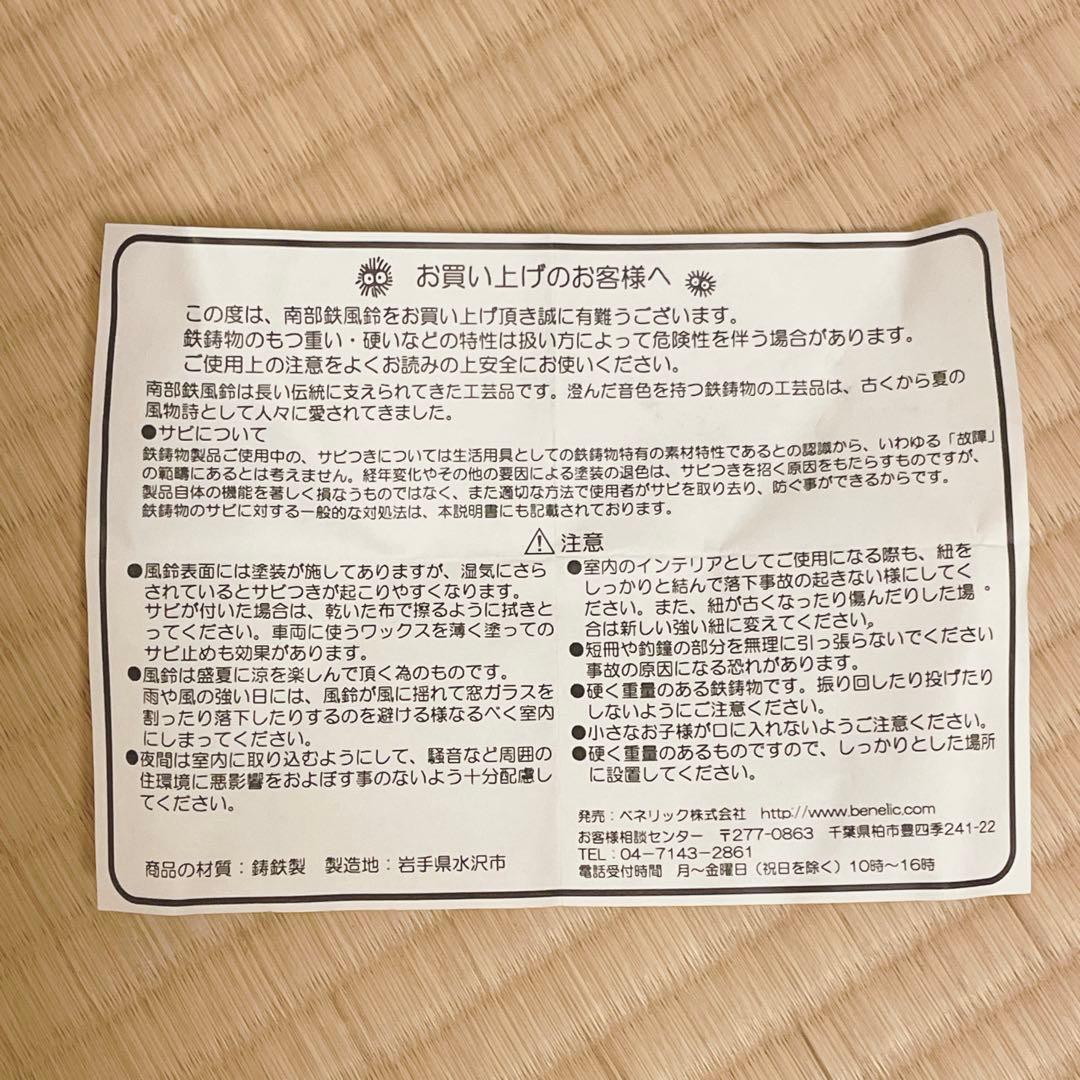 お買い上げのお客様へ
この度は、南部鉄風鈴をお買い上げ頂き誠に有難うございます。
鉄鋳物のもつ重い・硬いなどの特性は扱い方によって危険性を伴う場合があります。
ご使用上の注意をよくお読みの上安全にお使いください。
南部鉄風鈴は長い伝統に支えられてきた工芸品です。澄んだ音色を持つ鉄鋳物の工芸品は、古くから夏の
風物詩として人々に愛されてきました。
●サビについて
鉄鋳物製品ご使用中の、サビつきについては生活用具としての鉄鋳物特有の素材特性であるとの認識から、いわゆる「故障」
の範疇にあるとは考えません。経年変化やその他の要因による塗装の退色は、サビつきを招く原因をもたらすものですが、
製品自体の機能を著しく損なうものではなく、また適切な方法で使用者がサビを取り去り、防ぐ事ができるからです。
鉄鋳物のサビに対する一般的な対処法は、本説明書にも記載されております。
⚠ 注意
●風鈴表面には塗装が施してありますが、湿気にさら
されているとサビつきが起こりやすくなります。
サビが付いた場合は、乾いた布で擦るように拭きと
ってください。車両に使うワックスを薄く塗っての
サビ止めも効果があります。
●風鈴は盛夏に涼を楽しんで頂く為のものです。
雨や風の強い日には、風鈴が風に揺れて窓ガラスを
割ったり落下したりするのを避ける様なるべく室内
にしまってください。
●夜間は室内に取り込むようにして、騒音など周囲の
住環境に悪影響をおよぼす事のないよう十分配慮し
てください。
商品の材質：鋳鉄製　製造地：岩手県水沢市
●室内のインテリアとしてご使用になる際も、紐を
しっかりと結んで落下事故の起きない様にしてく
ださい。また、紐が古くなったり傷んだりした場
合は新しい強い紐に変えてください。
●短冊や釣鐘の部分を無理に引っ張らないでください。
事故の原因になる恐れがあります。
●硬く重量のある鉄鋳物です。振り回したり投げたり
しないようにご注意ください。
●小さなお子様が口に入れないようご注意ください。
●硬く重量のあるものですので、しっかりとした場所
に設置してください。
発売：ベネリック株式会社　http://www.benelic.com
お客様相談センター　〒277-0863　千葉県柏市豊四季241-22
TEL：04-7143-2861
電話受付時間　月～金曜日（祝日を除く）10時～16時